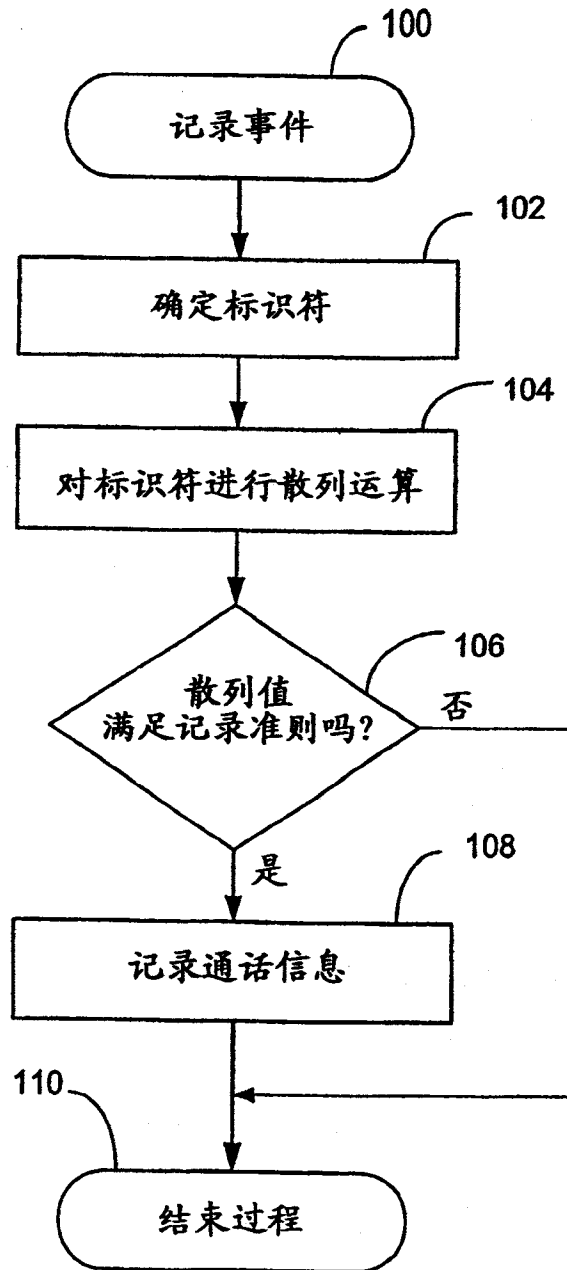 100
记录事件
102
确定标识符
104
对标识符进行散列运算
106
散列值
满足记录准则吗?
否
是
108
记录通话信息
110
结束过程